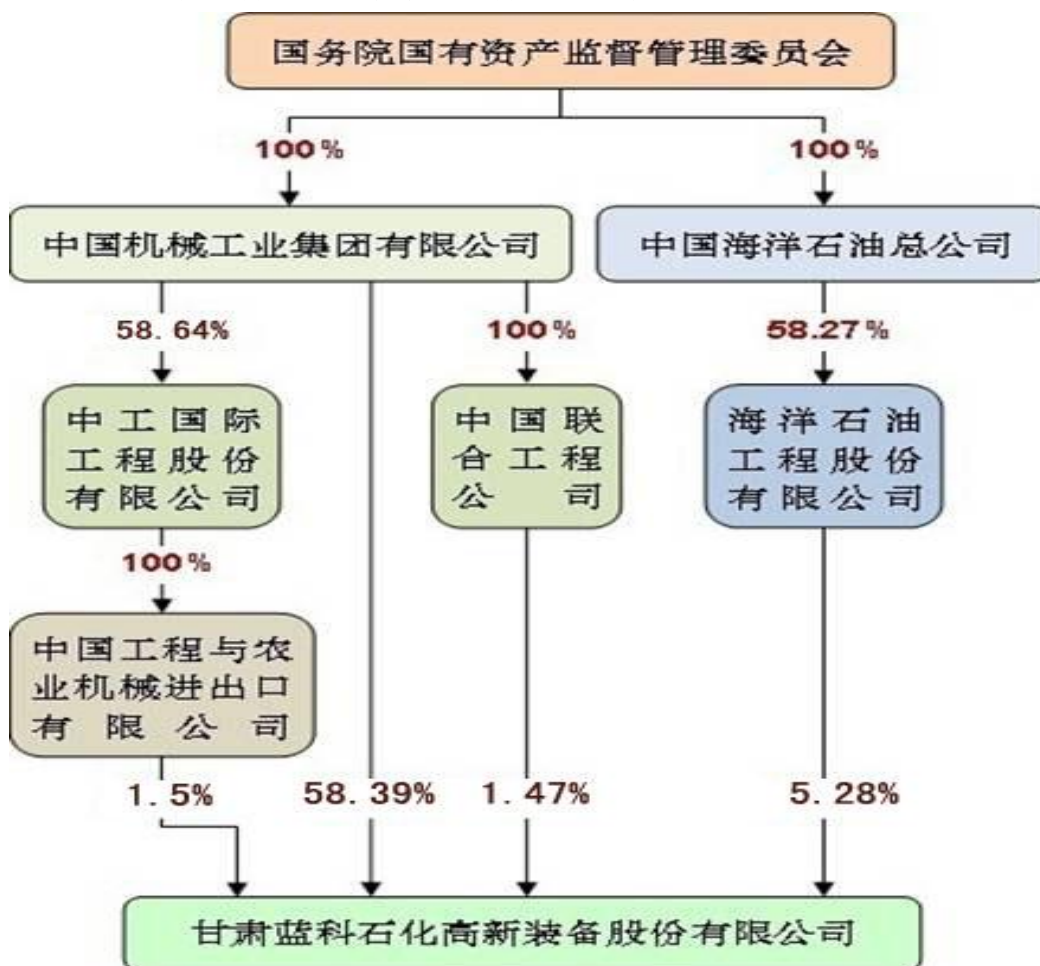 国务院国有资产监督管理委员会
100%
100%
中国机械工业集团有限公司
中国海洋石油总公司
58.64%
100%
58.27%
中工国际
工程股份
有限公司
中国联
合工程
公司
海洋石油
工程股份
有限公司
100%
中国工程与农
业机械进出口
有限公司
1.5%
58.39%
1.47%
5.28%
甘肃蓝科石化高新装备股份有限公司